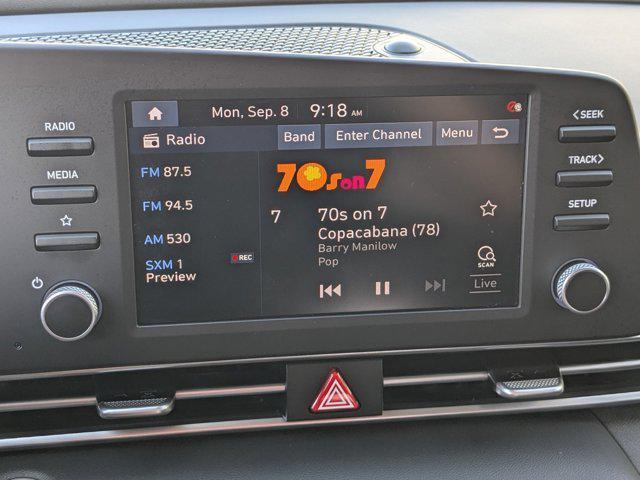 Mon, Sep. 8 9:18 AM
RADIO
MEDIA
<SEEK
TRACK>
SETUP
Radio
Band
Enter Channel
Menu
FM 87.5
FM 94.5
AM 530
SXM 1
Preview
REC
70s on 7
7
70s on 7
Copacabana (78)
Barry Manilow
Pop
SCAN
Live